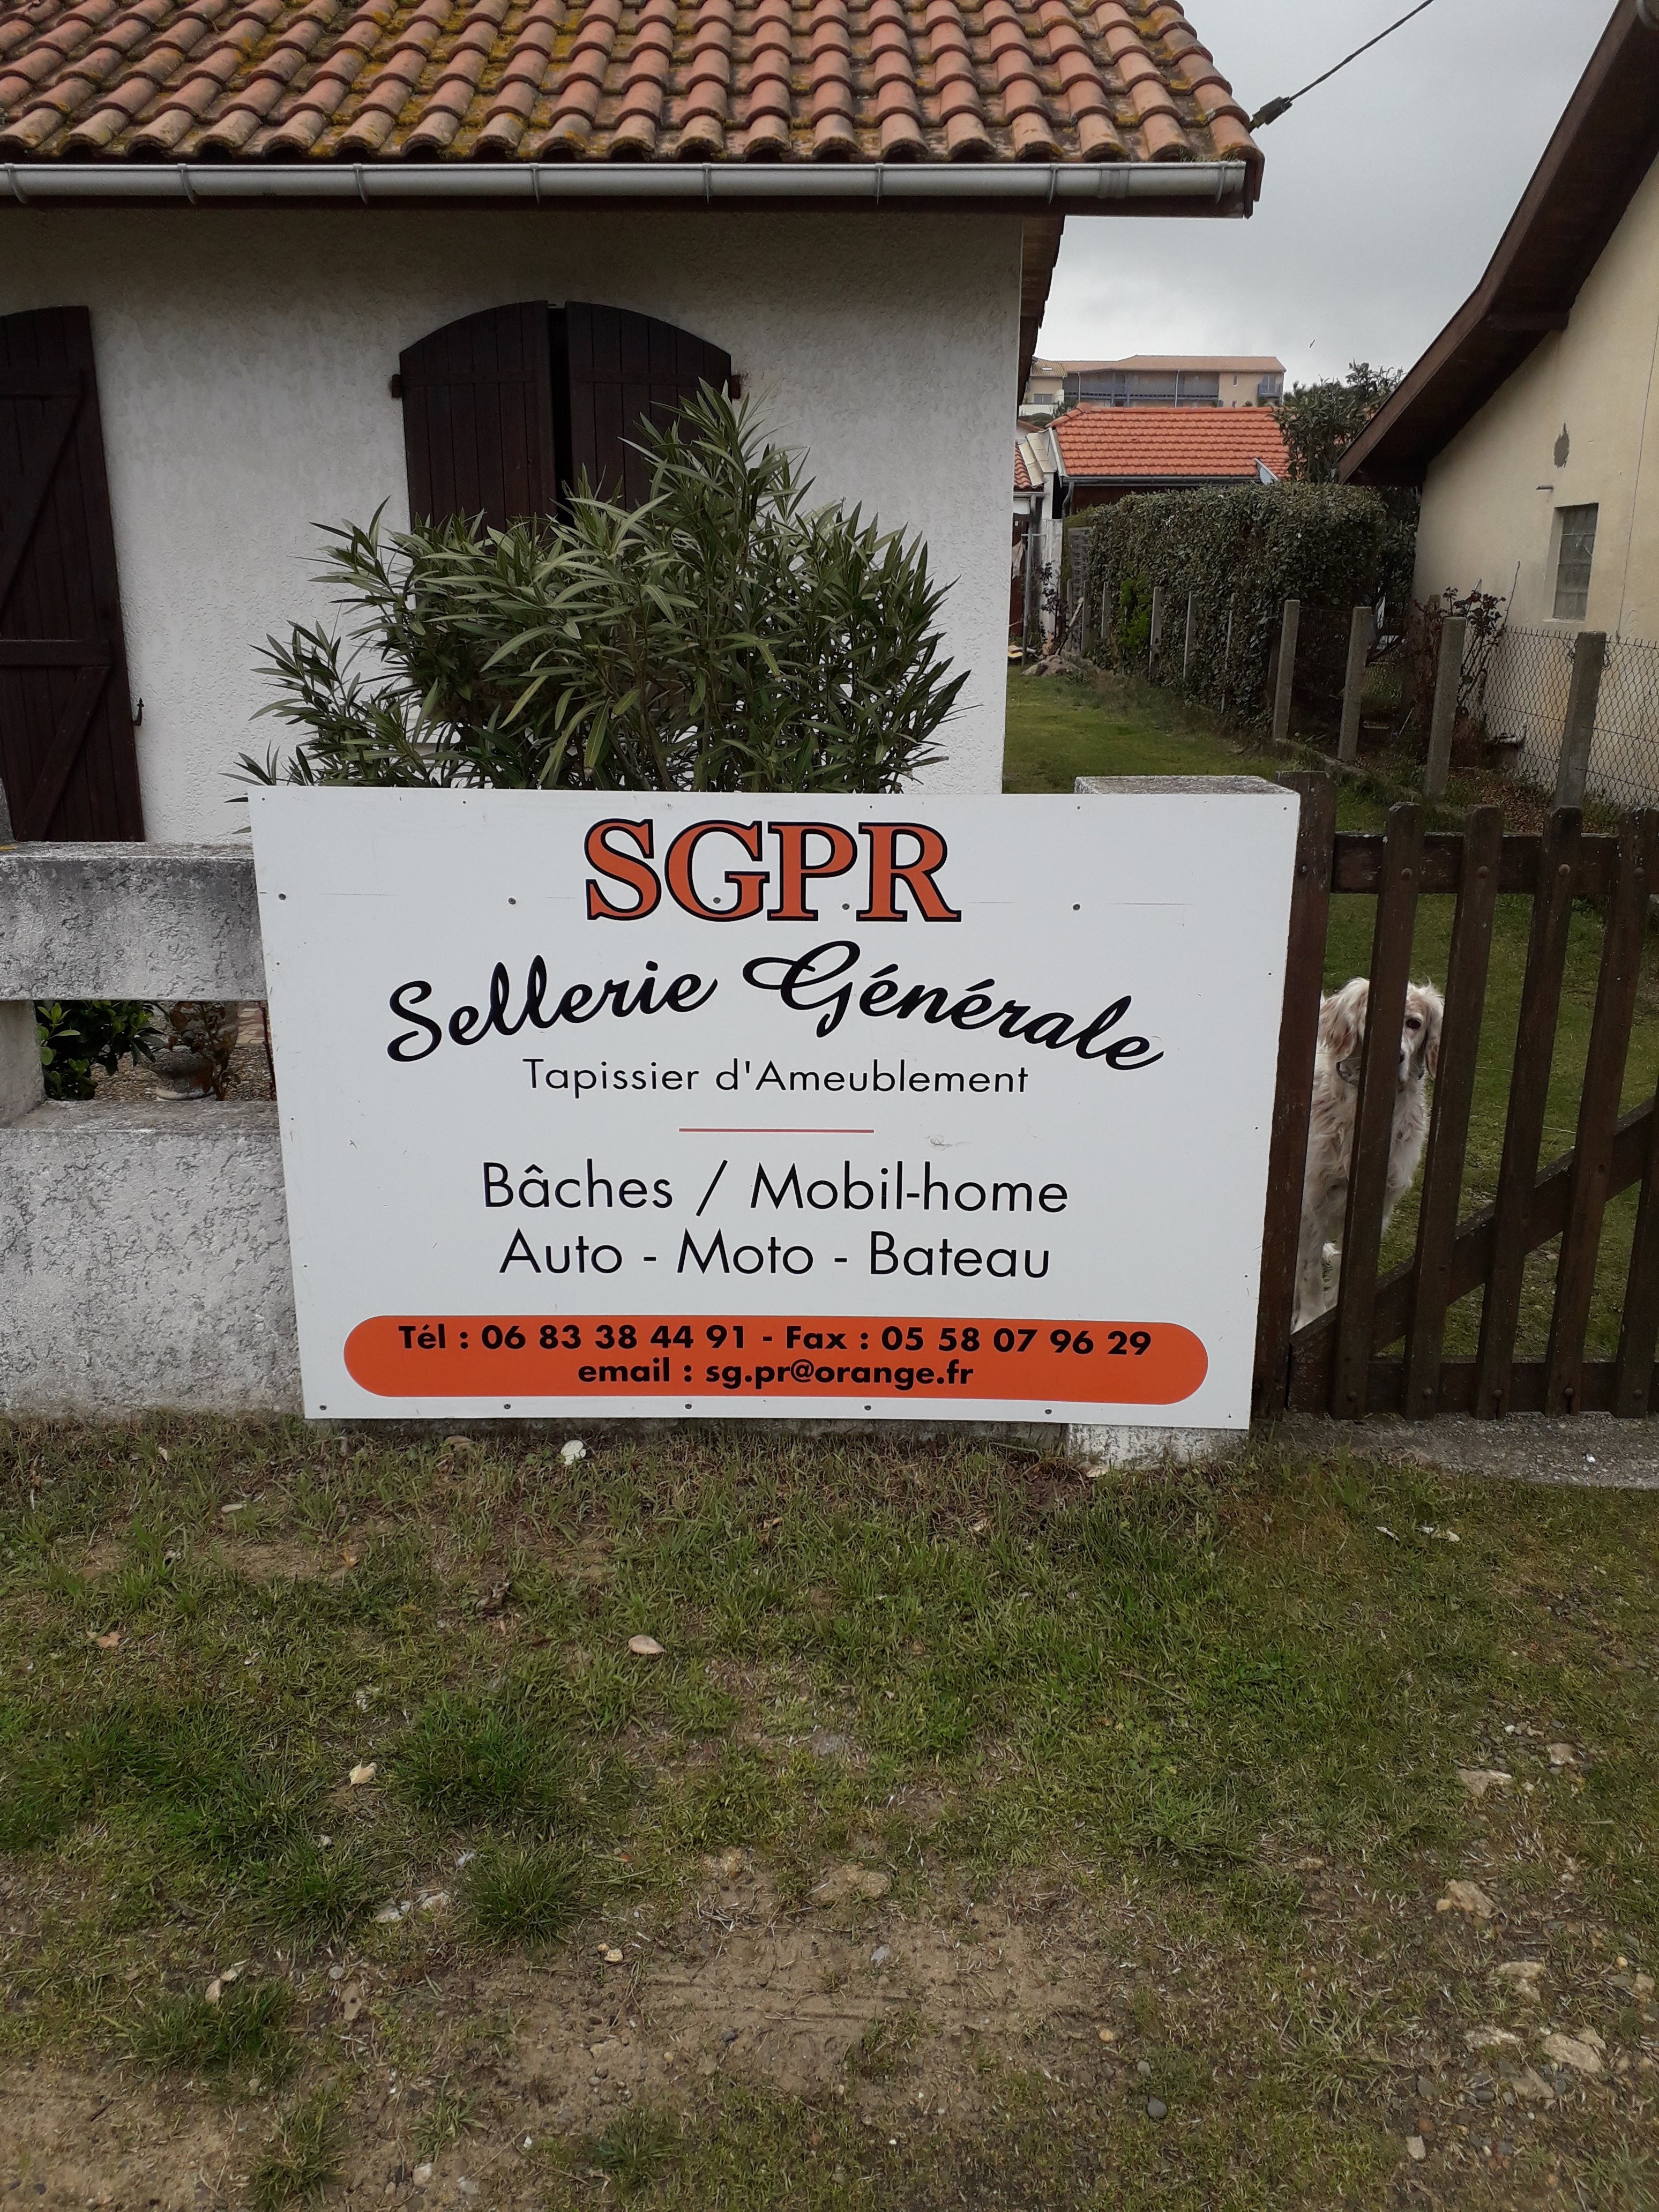 SGPR
Sellerie Générale
Tapissier d'Ameublement
Bâches / Mobil-home
Auto - Moto - Bateau
Tél : 06 83 38 44 91 - Fax : 05 58 07 96 29
email : sg.pr@orange.fr